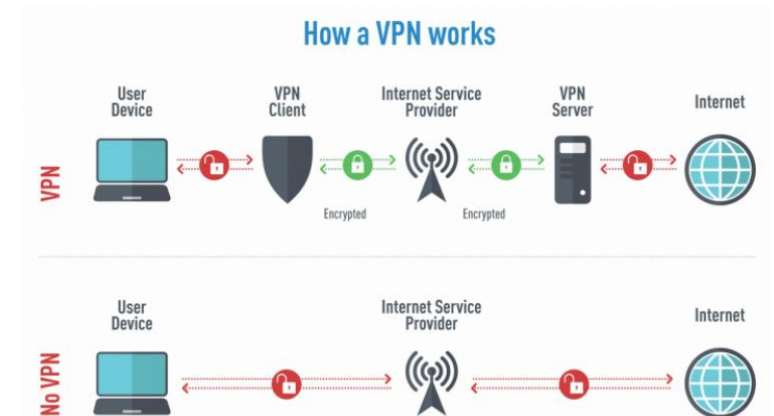 How a VPN works
User
Device
VPN
Client
Internet Service
Provider
VPN
Server
Internet
VPN
Encrypted
Encrypted
User
Device
Internet Service
Provider
Internet
No VPN